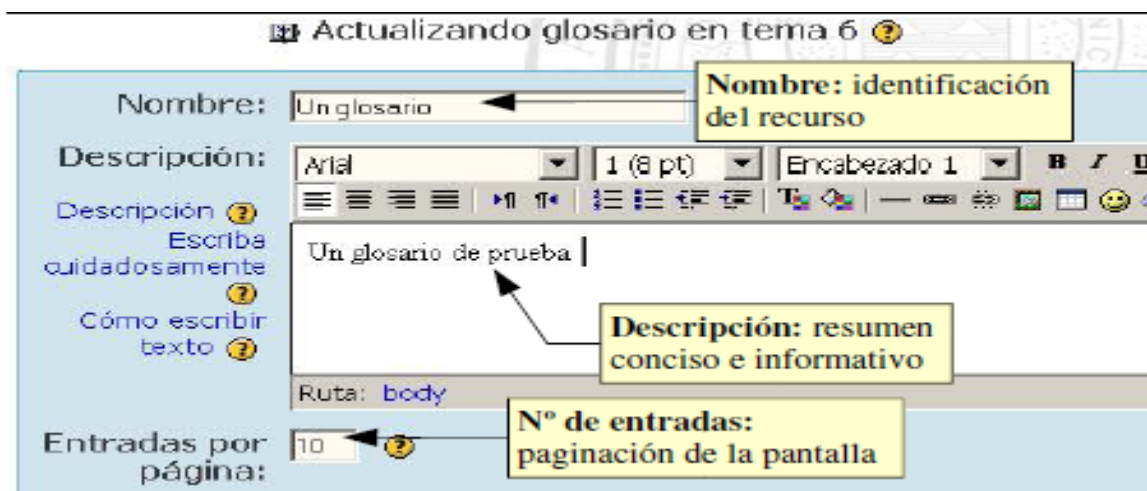 Actualizando glosario en tema 6
Nombre:
Un glosario
Nombre: identificación
del recurso
Descripción:
Arial
1 (8 pt)
Encabezado 1
B I U
Descripción
Escriba
cuidadosamente
Cómo escribir
texto
Un glosario de prueba
Descripción: resumen
conciso e informativo
Ruta: body
Entradas por
página:
10
Nº de entradas:
paginación de la pantalla